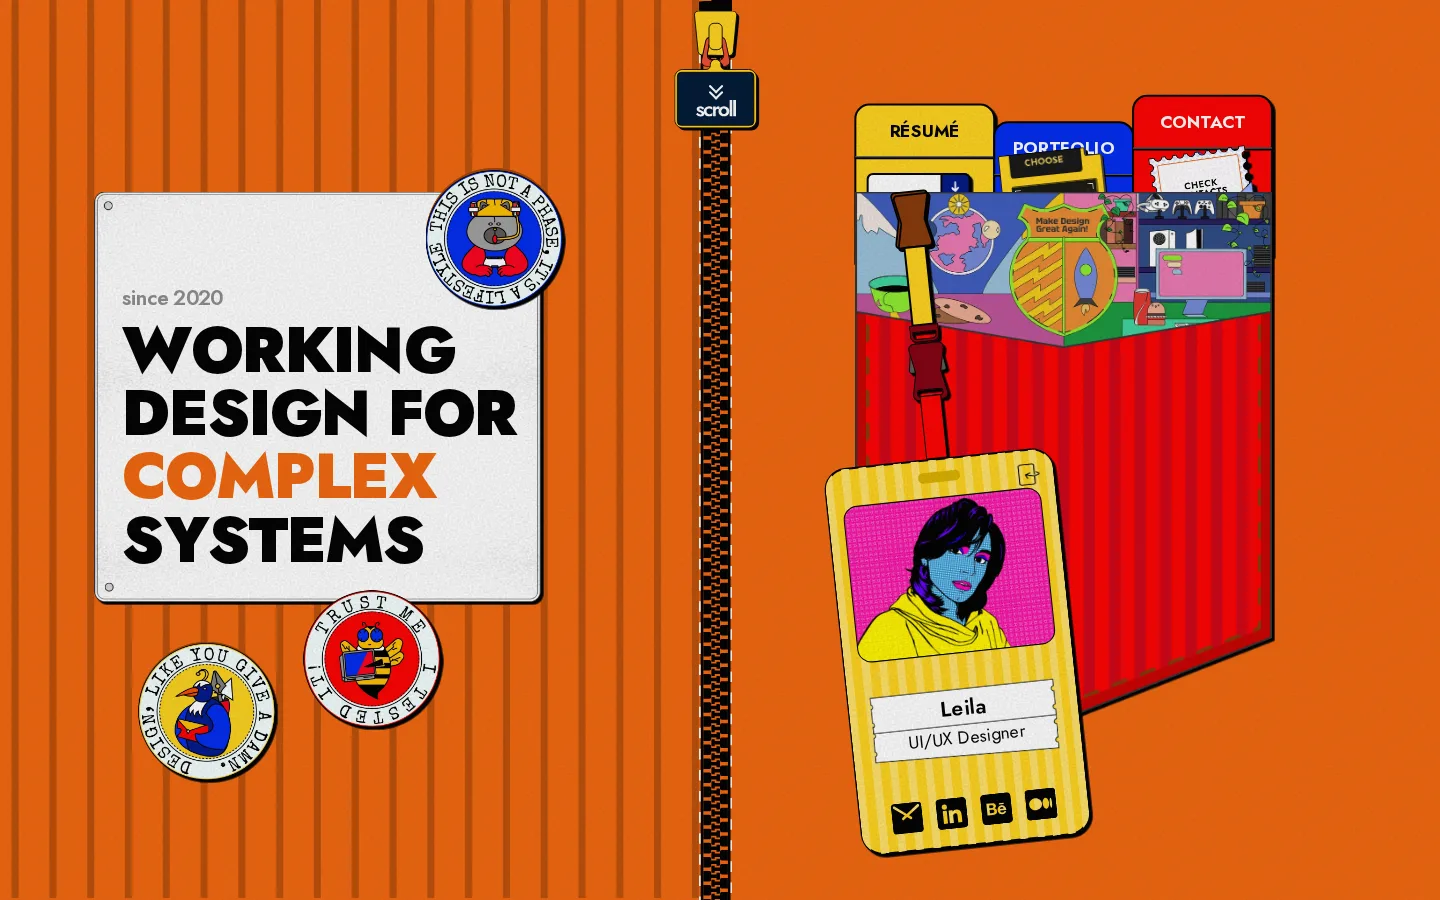 scroll
RÉSUMÉ
PORTFOLIO
CONTACT
CHOOSE
CHECK
Make Design
Great Again!
THIS IS NOT A PHASE, IT'S A LIFESTYLE
since 2020
WORKING
DESIGN FOR
COMPLEX
SYSTEMS
TRUST ME I TESTED IT!
DESIGN, LIKE YOU GIVE A DAMN.
Leila
UI/UX Designer
in
Bē